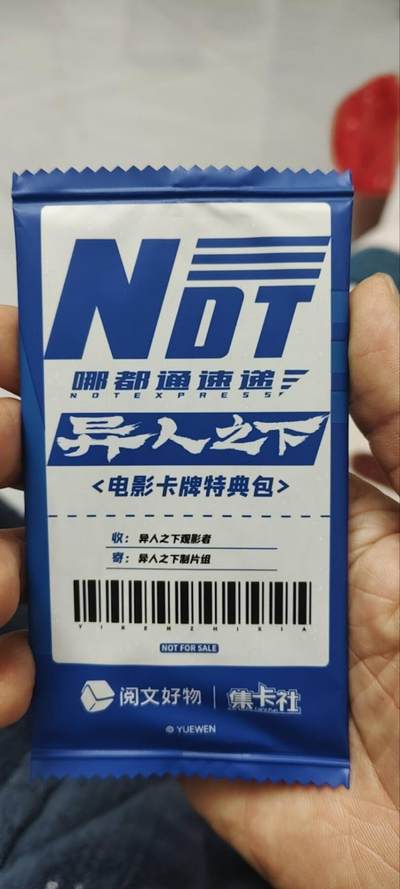 NDT
哪都通速递
NOTEXPRESS
异人之下
<电影卡牌特典包>
收: 异人之下观影者
寄: 异人之下制片组
YIRENZHIXIA
NOT FOR SALE
阅文好物 | 集卡社
© YUEWEN